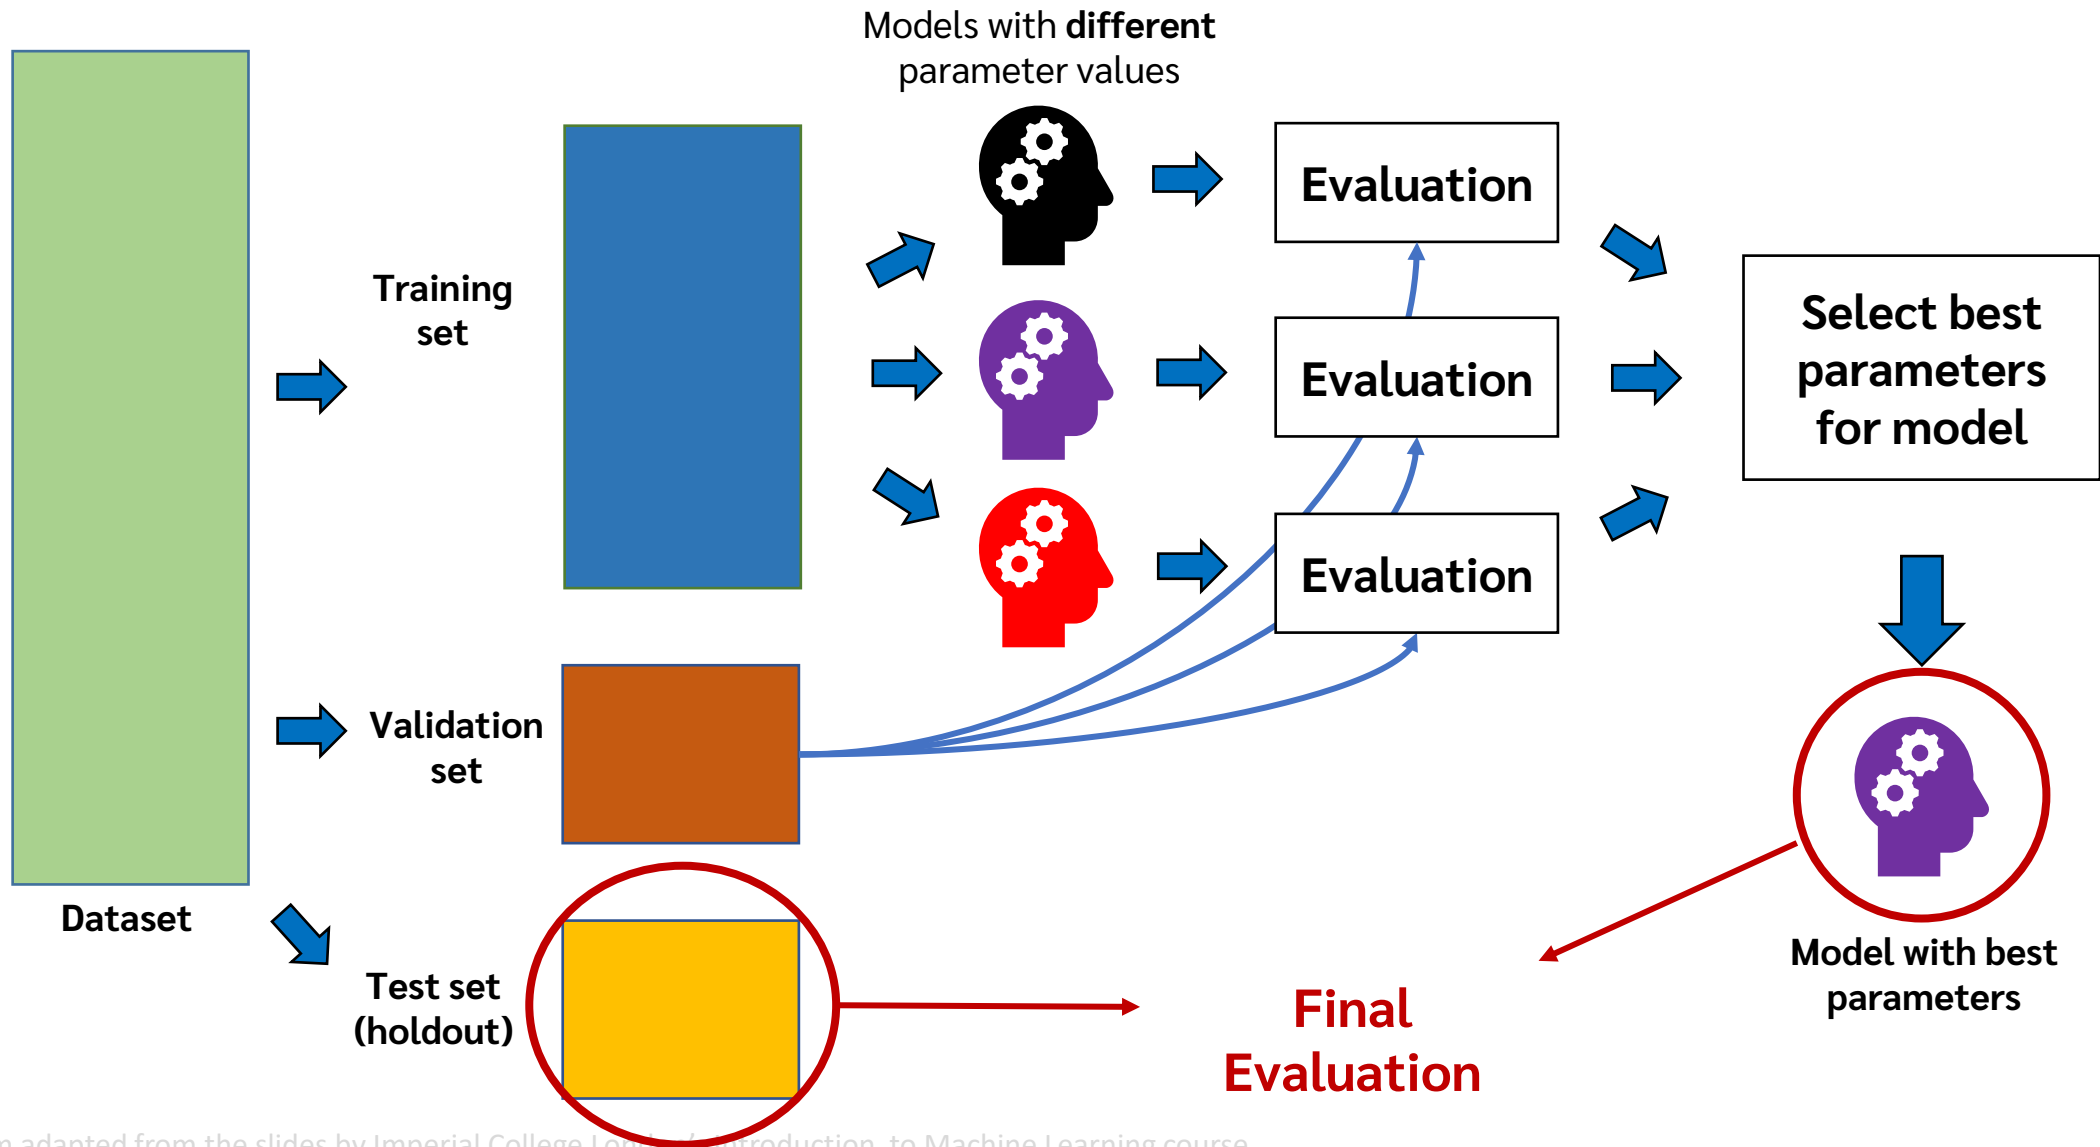 Models with different
parameter values
Training
set
Evaluation
Evaluation
Evaluation
Select best
parameters
for model
Validation
set
Dataset
Test set
(holdout)
Final
Evaluation
Model with best
parameters
adapted from the slides by Imperial College London's Introduction to Machine Learning course